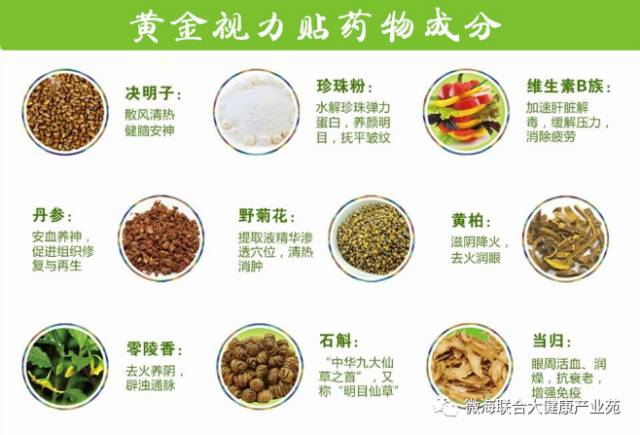 黄金视力贴药物成分
决明子：
散风清热
健脑安神
珍珠粉：
水解珍珠弹力
蛋白，养颜明
目，抚平皱纹
维生素B族：
加速肝脏解
毒，缓解压力，
消除疲劳
丹参：
安血养神，
促进组织修
复与再生
野菊花：
提取液精华渗
透穴位，清热
消肿
黄柏：
滋阴降火，
去火润眼
零陵香：
去火养阴，
辟浊通脉
石斛：
“中华九大仙
草之首”，又
称“明目仙草”
当归：
眼周活血、润
燥，抗衰老，
增强免疫
微海联合大健康产业苑